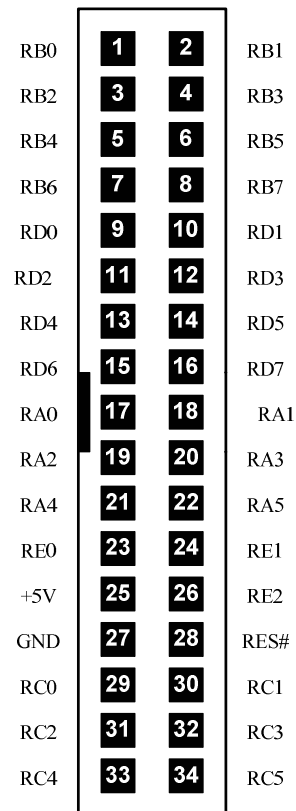 RB0 1 2 RB1
RB2 3 4 RB3
RB4 5 6 RB5
RB6 7 8 RB7
RD0 9 10 RD1
RD2 11 12 RD3
RD4 13 14 RD5
RD6 15 16 RD7
RA0 17 18 RA1
RA2 19 20 RA3
RA4 21 22 RA5
RE0 23 24 RE1
+5V 25 26 RE2
GND 27 28 RES#
RC0 29 30 RC1
RC2 31 32 RC3
RC4 33 34 RC5